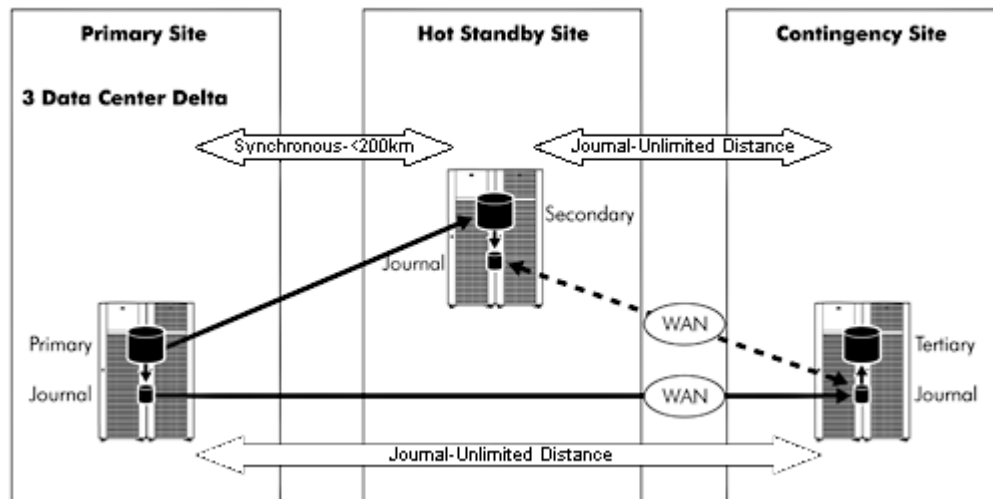 Primary Site
Hot Standby Site
Contingency Site
3 Data Center Delta
Synchronous-<200km
Journal-Unlimited Distance
Secondary
Journal
WAN
Primary
Tertiary
Journal
WAN
Journal
Journal-Unlimited Distance